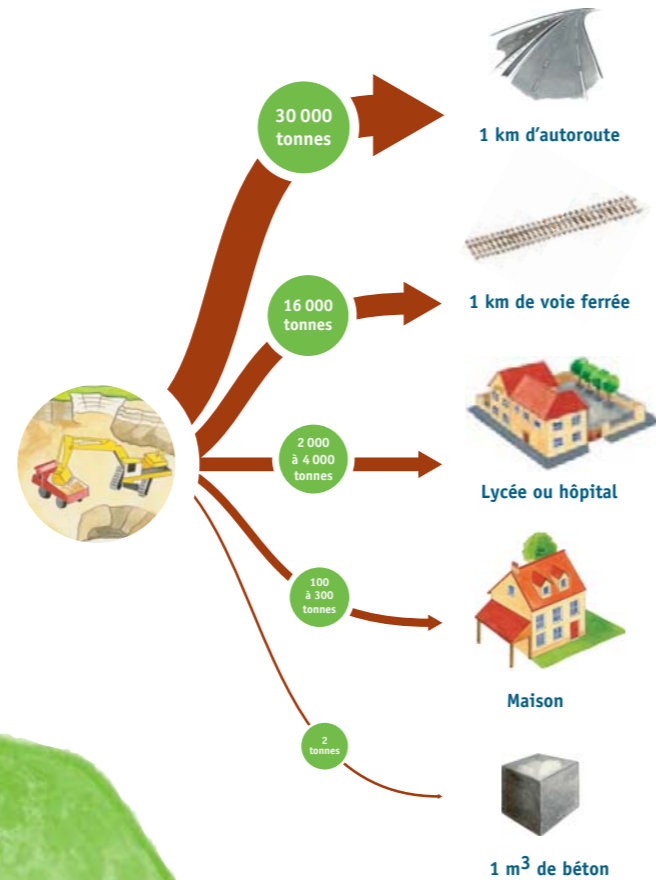 30 000
tonnes
1 km d'autoroute
16 000
tonnes
1 km de voie ferrée
2 000
à 4 000
tonnes
Lycée ou hôpital
100
à 300
tonnes
Maison
2
tonnes
1 m³ de béton